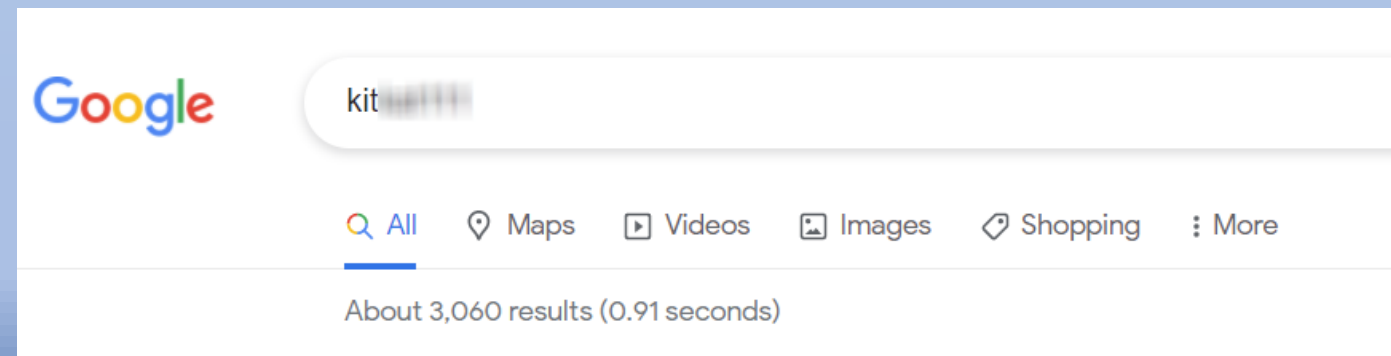 Google
kit
All Maps Videos Images Shopping More
About 3,060 results (0.91 seconds)